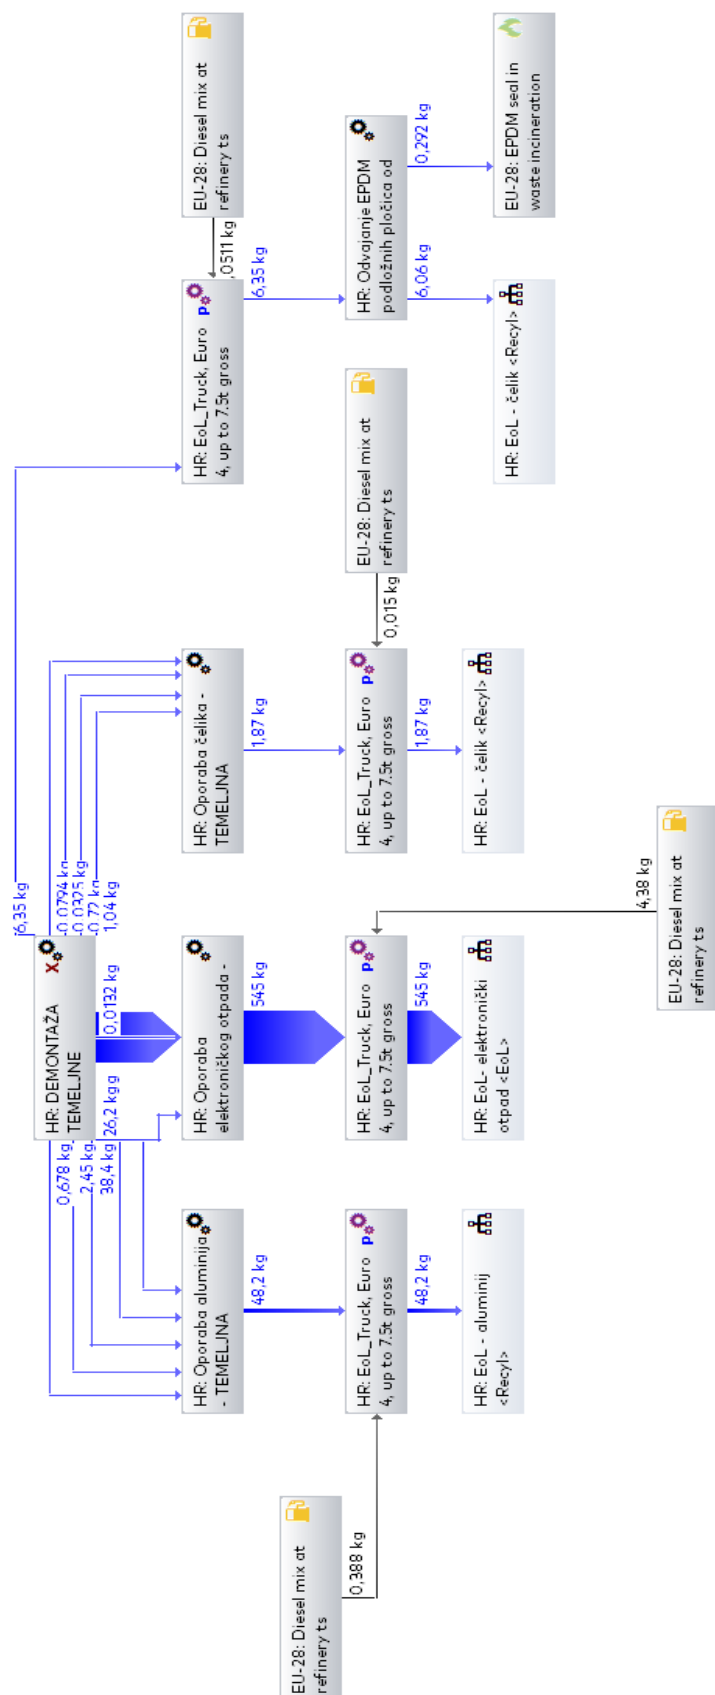 HR: DEMONTAŽA
TEMELJNE
6,35 kg
0,0794 kg
0,0325 kg
0,72 kg
1,04 kg
0,0132 kg
26,2 kg
38,4 kg
2,45 kg
0,678 kg
EU-28: Diesel mix at
refinery ts
,0511 kg
HR: EoL_Truck, Euro
4, up to 7.5t gross
p
6,35 kg
HR: Odvajanje EPDM
podložnih pločica od
0,292 kg
6,06 kg
EU-28: EPDM seal in
waste incineration
HR: EoL - čelik <Recyl>
HR: Oporaba čelika -
TEMELJNA
1,87 kg
EU-28: Diesel mix at
refinery ts
0,015 kg
HR: EoL_Truck, Euro
4, up to 7.5t gross
p
1,87 kg
HR: EoL - čelik <Recyl>
HR: Oporaba
elektroničkog otpada -
545 kg
HR: EoL_Truck, Euro
4, up to 7.5t gross
p
545 kg
HR: EoL- elektronički
otpad <EoL>
4,38 kg
EU-28: Diesel mix at
refinery ts
HR: Oporaba aluminija
- TEMELJNA
48,2 kg
HR: EoL_Truck, Euro
4, up to 7.5t gross
p
48,2 kg
HR: EoL - aluminij
<Recyl>
0,388 kg
EU-28: Diesel mix at
refinery ts